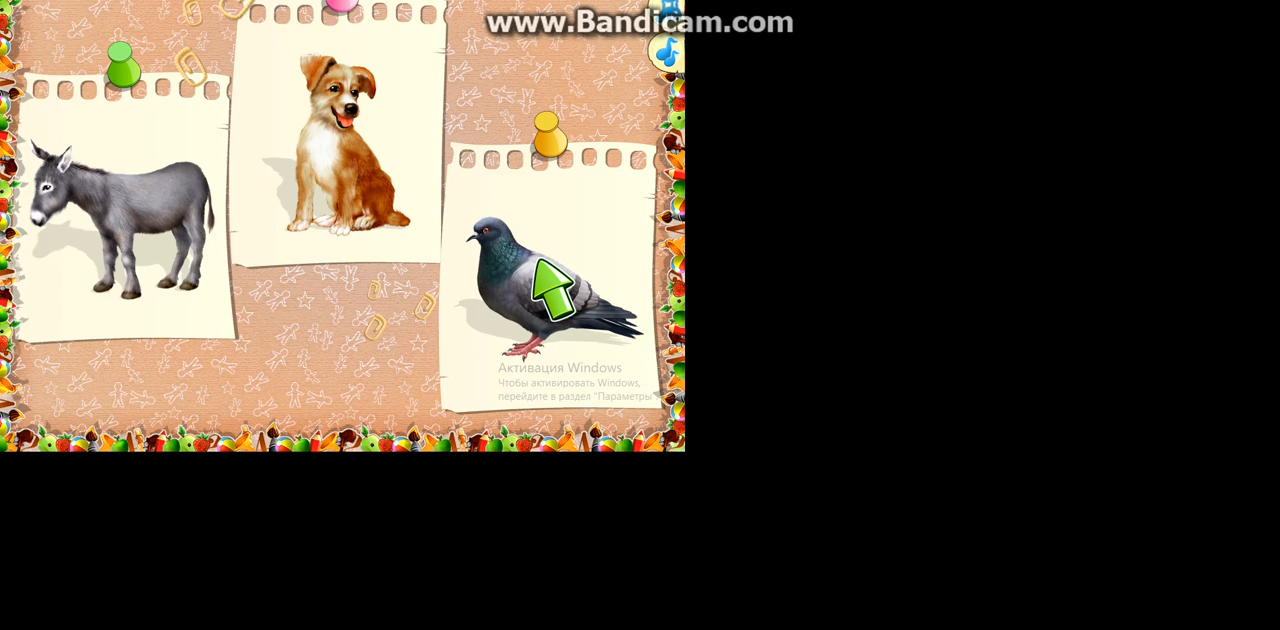 www.Bandicam.com
Активация Windows
Чтобы активировать Windows,
перейдите в раздел "Параметры